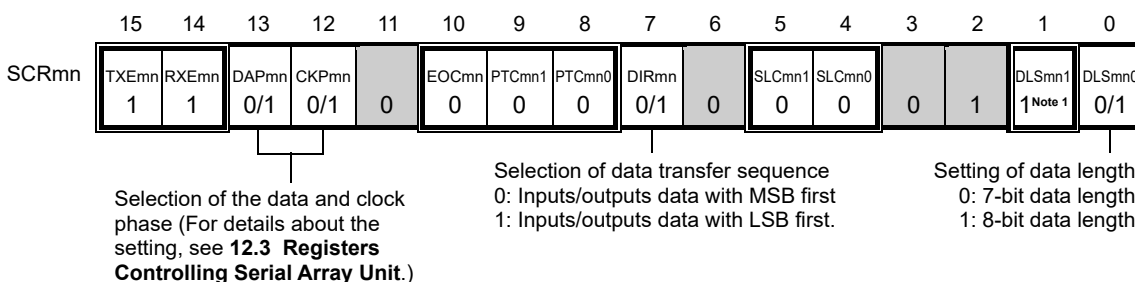 15 14 13 12 11 10 9 8 7 6 5 4 3 2 1 0
SCRmn TXEmn RXEmn DAPmn CKPmn EOCmn PTCmn1 PTCmn0 DIRmn SLCmn1 SLCmn0 DLSmn1 DLSmn0
1 1 0/1 0/1 0 0 0 0 0/1 0 0 0 0 1 1 Note 1 0/1
Selection of the data and clock
phase (For details about the
setting, see 12.3 Registers
Controlling Serial Array Unit.)
Selection of data transfer sequence
0: Inputs/outputs data with MSB first
1: Inputs/outputs data with LSB first.
Setting of data length
0: 7-bit data length
1: 8-bit data length